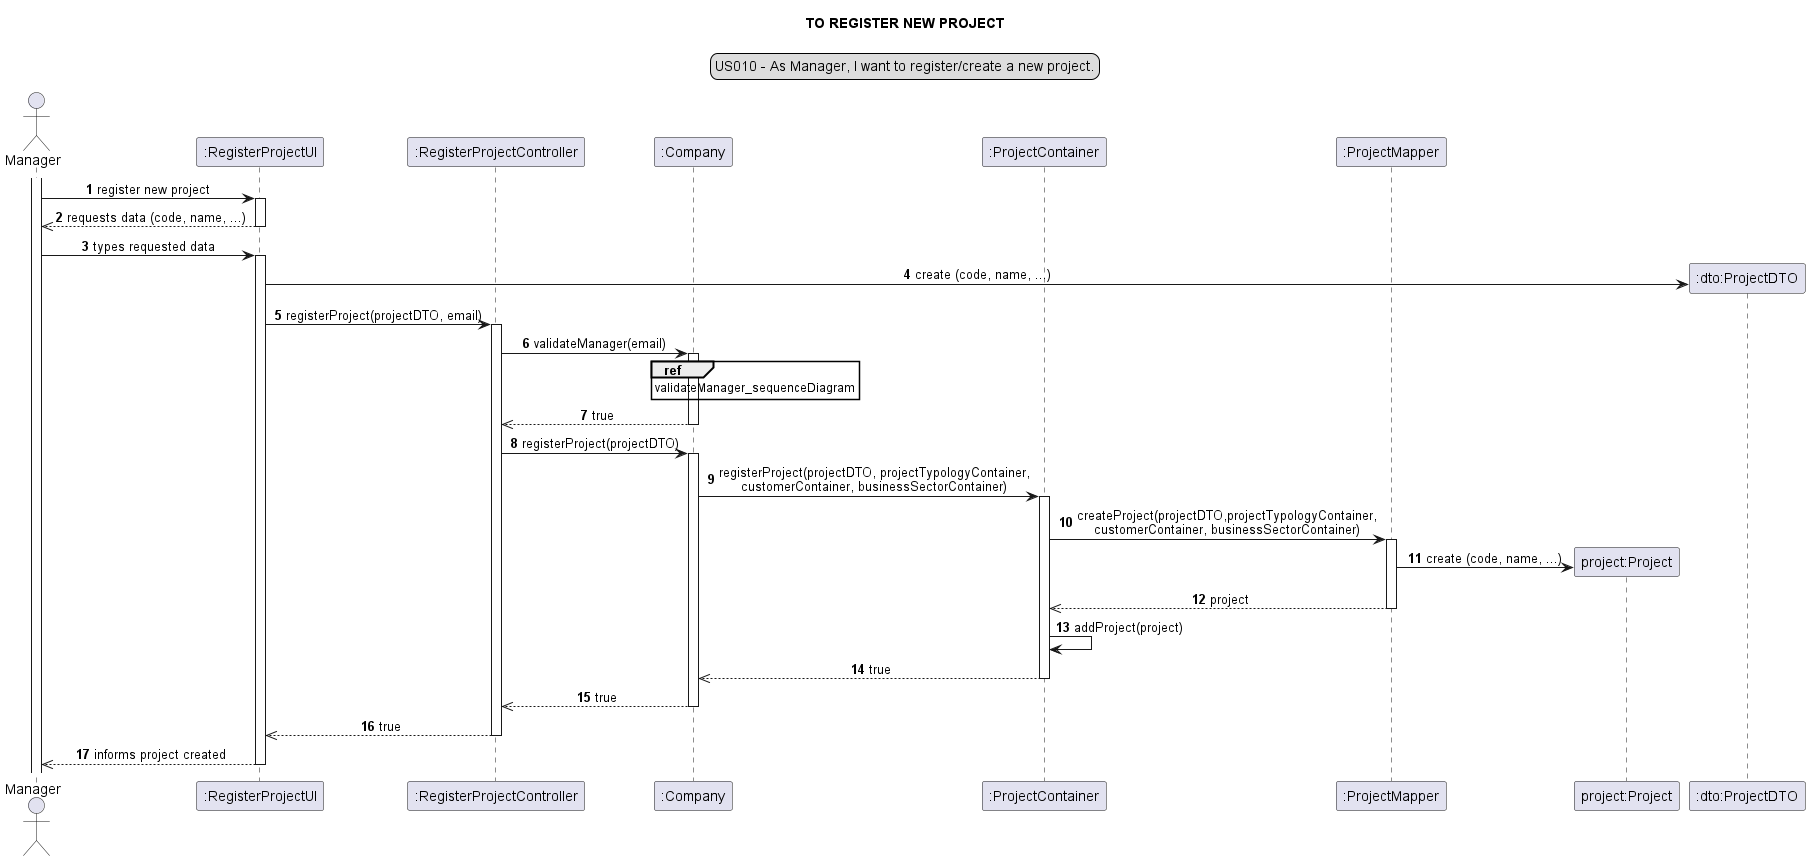 TO REGISTER NEW PROJECT
US010 - As Manager, I want to register/create a new project.
Manager
:RegisterProjectUI
:RegisterProjectController
:Company
:ProjectContainer
:ProjectMapper
1 register new project
2 requests data (code, name, ...)
3 types requested data
4 create (code, name, ...)
:dto:ProjectDTO
5 registerProject(projectDTO, email)
6 validateManager(email)
ref
validateManager_sequenceDiagram
7 true
8 registerProject(projectDTO)
9 registerProject(projectDTO, projectTypologyContainer,
customerContainer, businessSectorContainer)
10 createProject(projectDTO,projectTypologyContainer,
customerContainer, businessSectorContainer)
11 create (code, name, ...)
project:Project
12 project
13 addProject(project)
14 true
15 true
16 true
17 informs project created
Manager
:RegisterProjectUI
:RegisterProjectController
:Company
:ProjectContainer
:ProjectMapper
project:Project
:dto:ProjectDTO